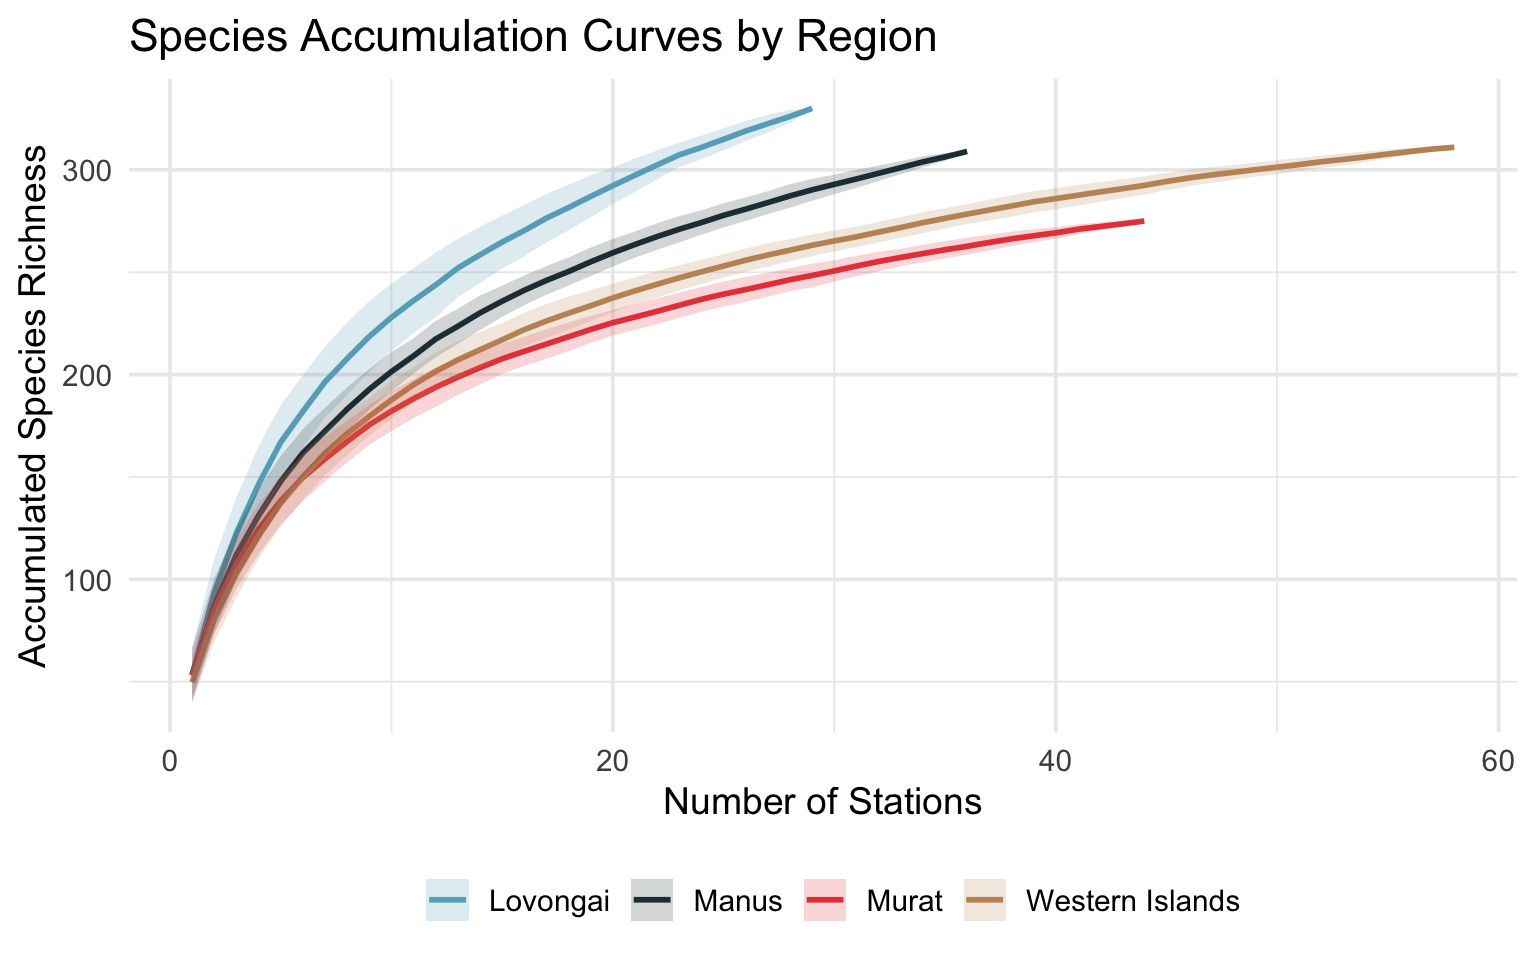 Species Accumulation Curves by Region
Accumulated Species Richness
300
200
100
0
20
40
60
Number of Stations
Lovongai
Manus
Murat
Western Islands